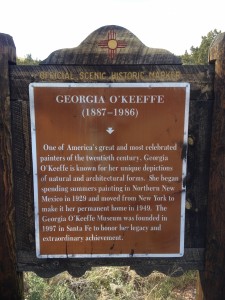 OFFICIAL SCENIC HISTORIC MARKER
GEORGIA O'KEEFFE
(1887–1986)
One of America's great and most celebrated
painters of the twentieth century. Georgia
O'Keeffe is known for her unique depictions
of natural and architectural forms. She began
spending summers painting in Northern New
Mexico in 1929 and moved from New York to
make it her permanent home in 1949. The
Georgia O'Keeffe Museum was founded in
1997 in Santa Fe to honor her legacy and
extraordinary achievement.